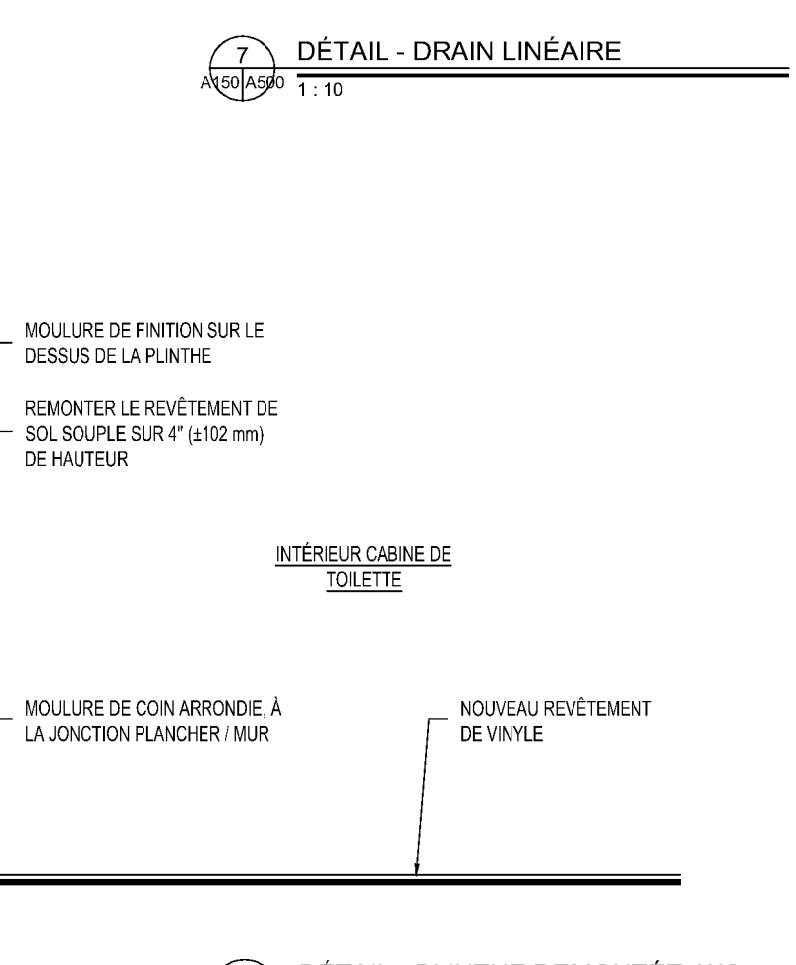 7
DÉTAIL - DRAIN LINÉAIRE
A150 A500
1 : 10
MOULURE DE FINITION SUR LE
DESSUS DE LA PLINTHE
REMONTER LE REVÊTEMENT DE
SOL SOUPLE SUR 4" (±102 mm)
DE HAUTEUR
INTÉRIEUR CABINE DE
TOILETTE
MOULURE DE COIN ARRONDIE, À
LA JONCTION PLANCHER / MUR
NOUVEAU REVÊTEMENT
DE VINYLE